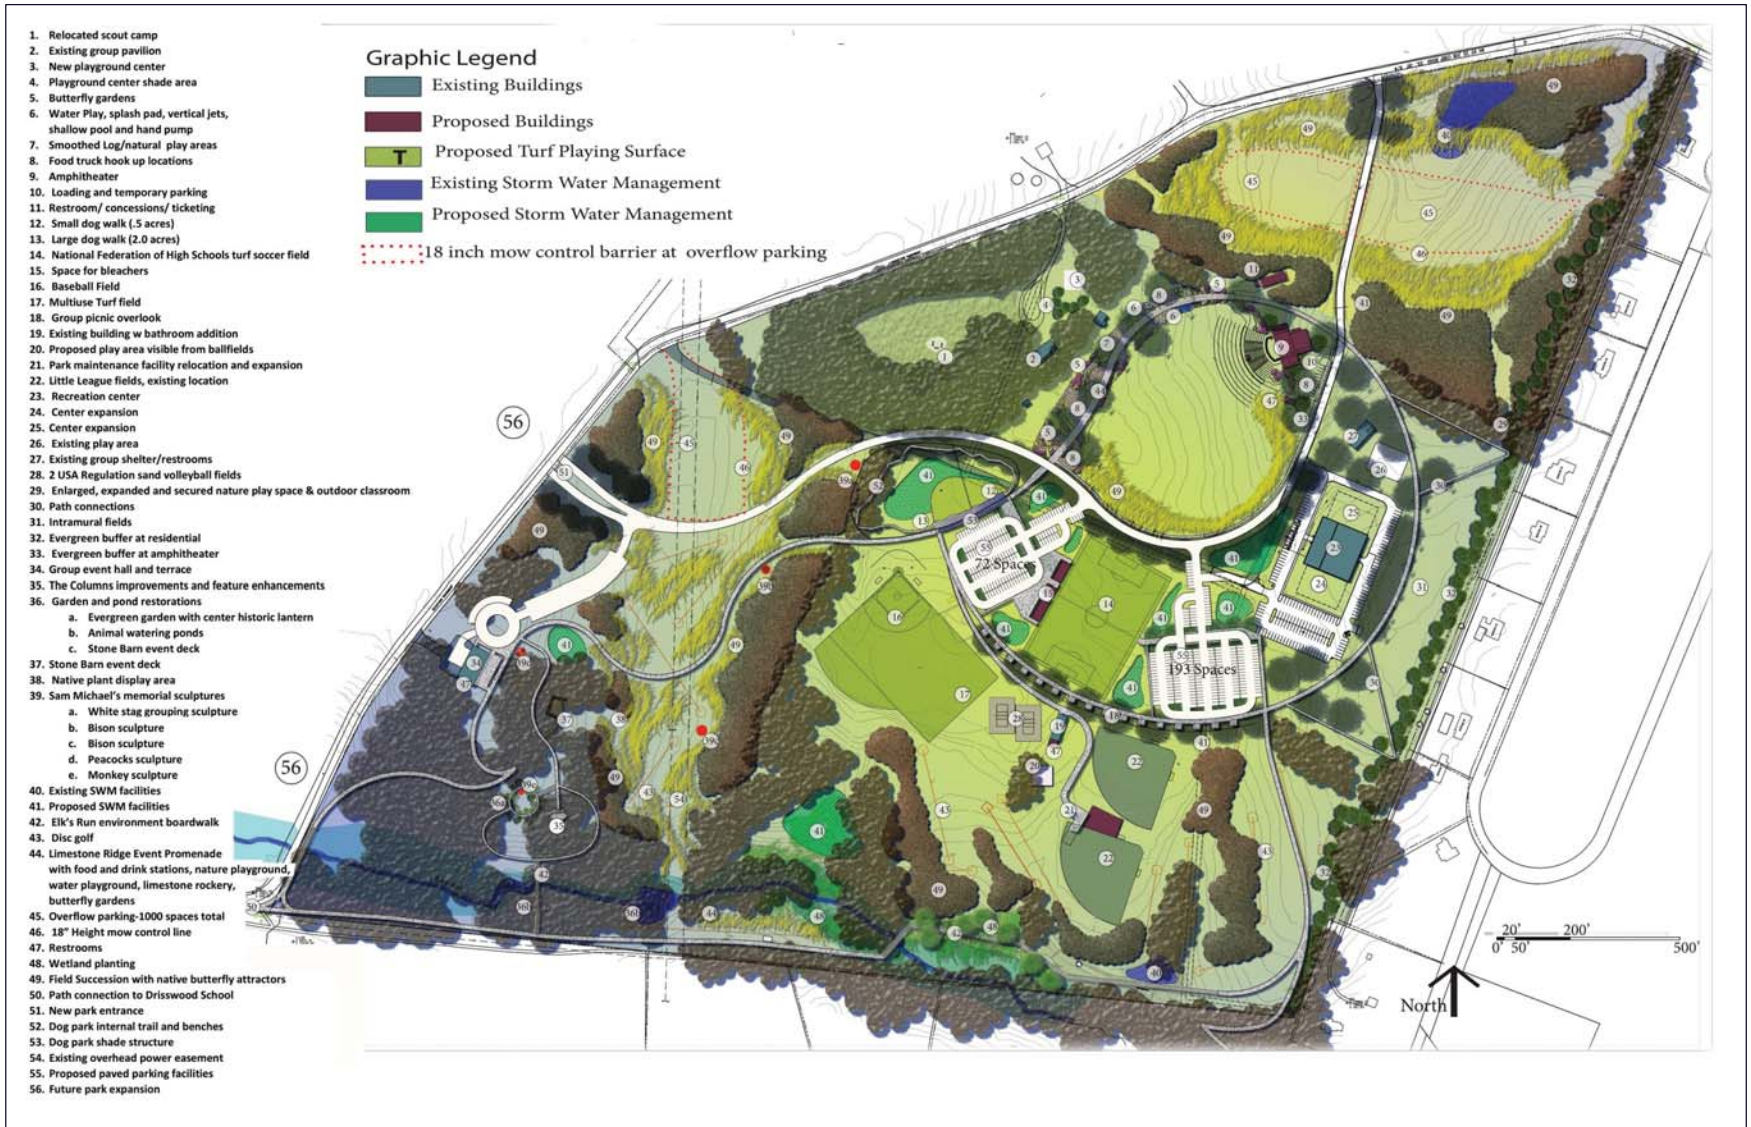 1. Relocated scout camp
2. Existing group pavilion
3. New playground center
4. Playground center shade area
5. Butterfly gardens
6. Water Play, splash pad, vertical jets,
shallow pool and hand pump
7. Smoothed Log/natural play areas
8. Food truck hook up locations
9. Amphitheater
10. Loading and temporary parking
11. Restroom/ concessions/ ticketing
12. Small dog walk (.5 acres)
13. Large dog walk (2.0 acres)
14. National Federation of High Schools turf soccer field
15. Space for bleachers
16. Baseball Field
17. Multiuse Turf field
18. Group picnic overlook
19. Existing building w bathroom addition
20. Proposed play area visible from ballfields
21. Park maintenance facility relocation and expansion
22. Little League fields, existing location
23. Recreation center
24. Center expansion
25. Center expansion
26. Existing play area
27. Existing group shelter/restrooms
28. 2 USA Regulation sand volleyball fields
29. Enlarged, expanded and secured nature play space & outdoor classroom
30. Path connections
31. Intramural fields
32. Evergreen buffer at residential
33. Evergreen buffer at amphitheater
34. Group event hall and terrace
35. The Columns improvements and feature enhancements
36. Garden and pond restorations
a. Evergreen garden with center historic lantern
b. Animal watering ponds
c. Stone Barn event deck
37. Stone Barn event deck
38. Native plant display area
39. Sam Michael's memorial sculptures
a. White stag grouping sculpture
b. Bison sculpture
c. Bison sculpture
d. Peacocks sculpture
e. Monkey sculpture
40. Existing SWM facilities
41. Proposed SWM facilities
42. Elk's Run environment boardwalk
43. Disc golf
44. Limestone Ridge Event Promenade
with food and drink stations, nature playground,
water playground, limestone rockery,
butterfly gardens
45. Overflow parking-1000 spaces total
46. 18" Height mow control line
47. Restrooms
48. Wetland planting
49. Field Succession with native butterfly attractors
50. Path connection to Drisswood School
51. New park entrance
52. Dog park internal trail and benches
53. Dog park shade structure
54. Existing overhead power easement
55. Proposed paved parking facilities
56. Future park expansion
Graphic Legend
Existing Buildings
Proposed Buildings
T Proposed Turf Playing Surface
Existing Storm Water Management
Proposed Storm Water Management
18 inch mow control barrier at overflow parking
56
56
72 Spaces
193 Spaces
20' 200'
0' 50' 500'
North